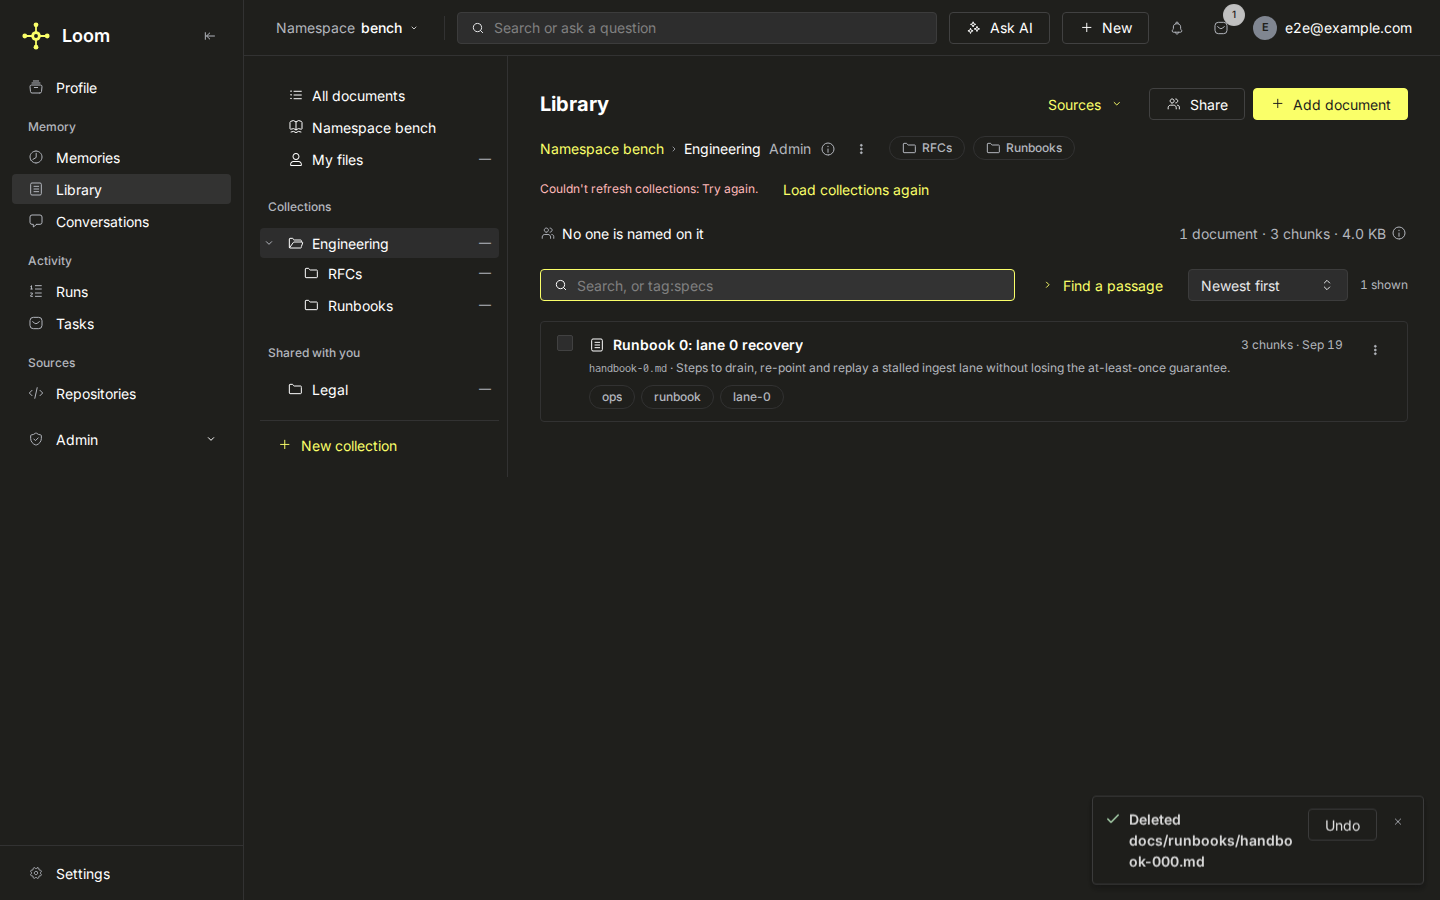 Loom
Profile
Memory
Memories
Library
Conversations
Activity
Runs
Tasks
Sources
Repositories
Admin
Settings
Namespace bench
Search or ask a question
Ask AI
New
1
E
e2e@example.com
All documents
Namespace bench
My files
Collections
Engineering
RFCs
Runbooks
Shared with you
Legal
New collection
Library
Sources
Share
Add document
Namespace bench › Engineering Admin
RFCs
Runbooks
Couldn't refresh collections: Try again.
Load collections again
No one is named on it
1 document · 3 chunks · 4.0 KB
Search, or tag:specs
Find a passage
Newest first
1 shown
Runbook 0: lane 0 recovery
3 chunks · Sep 19
handbook-0.md · Steps to drain, re-point and replay a stalled ingest lane without losing the at-least-once guarantee.
ops
runbook
lane-0
Deleted
docs/runbooks/handbo
ok-000.md
Undo